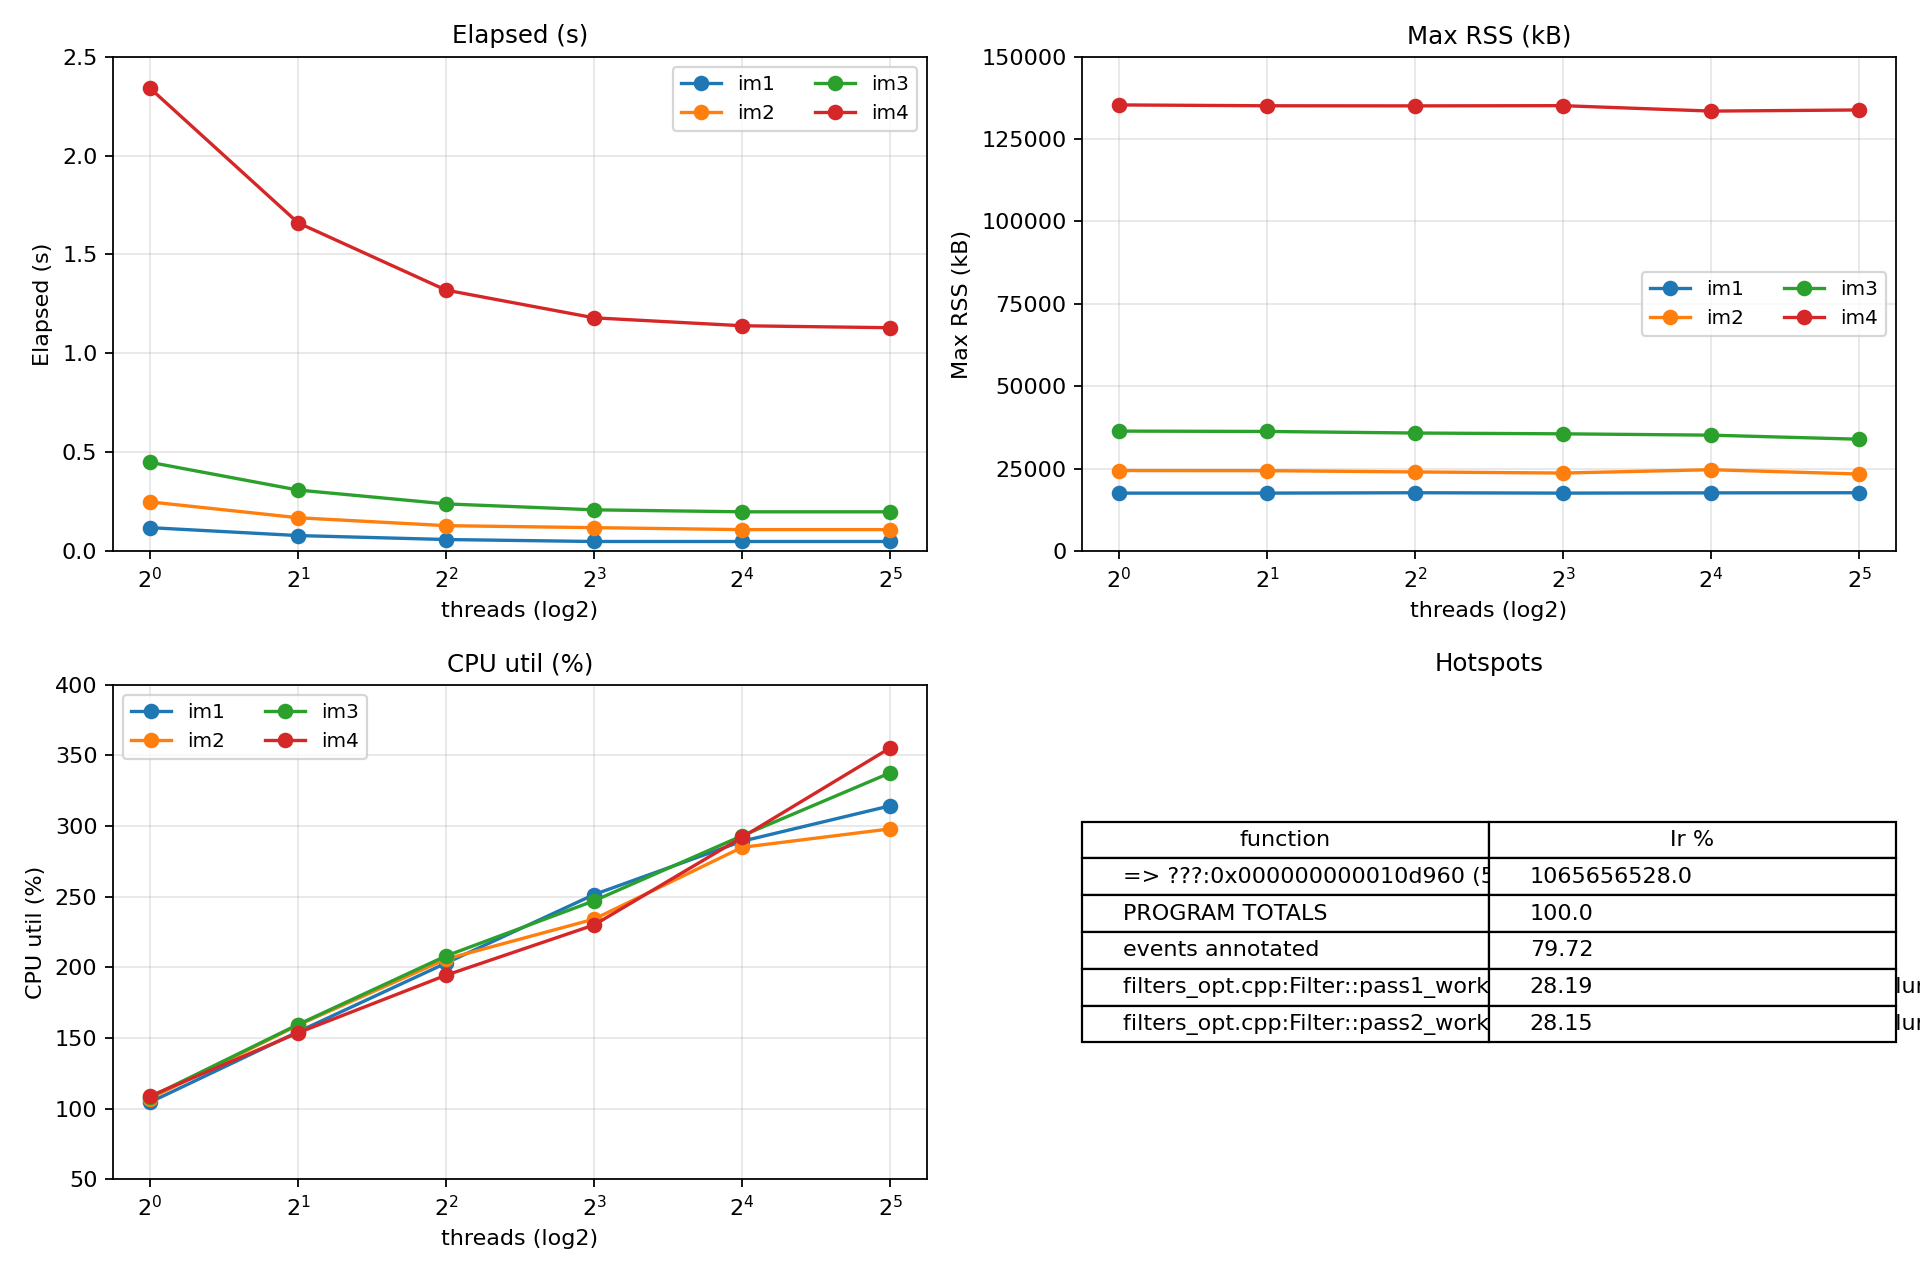 Elapsed (s)
2.5
2.0
1.5
1.0
0.5
0.0
Elapsed (s)
im1 im3
im2 im4
2^0 2^1 2^2 2^3 2^4 2^5
threads (log2)
Max RSS (kB)
150000
125000
100000
75000
50000
25000
0
Max RSS (kB)
im1 im3
im2 im4
2^0 2^1 2^2 2^3 2^4 2^5
threads (log2)
CPU util (%)
400
350
300
250
200
150
100
50
CPU util (%)
im1 im3
im2 im4
2^0 2^1 2^2 2^3 2^4 2^5
threads (log2)
Hotspots
function Ir %
=> ???:0x000000000010d960 (5 1065656528.0
PROGRAM TOTALS 100.0
events annotated 79.72
filters_opt.cpp:Filter::pass1_work 28.19
filters_opt.cpp:Filter::pass2_work 28.15